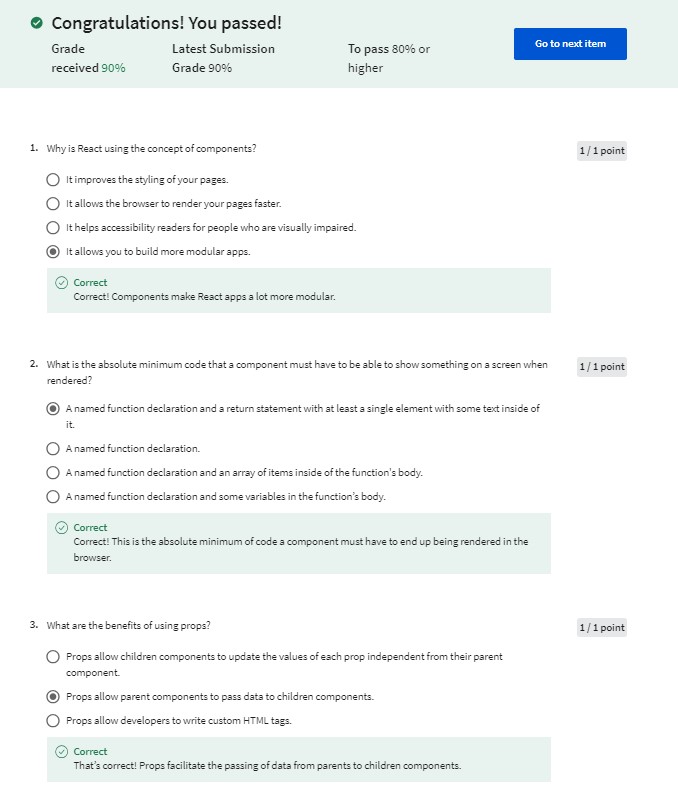 Congratulations! You passed!
Grade
received 90%
Latest Submission
Grade 90%
To pass 80% or
higher
Go to next item
1. Why is React using the concept of components?
1 / 1 point
It improves the styling of your pages.
It allows the browser to render your pages faster.
It helps accessibility readers for people who are visually impaired.
It allows you to build more modular apps.
Correct
Correct! Components make React apps a lot more modular.
2. What is the absolute minimum code that a component must have to be able to show something on a screen when
rendered?
1 / 1 point
A named function declaration and a return statement with at least a single element with some text inside of
it.
A named function declaration.
A named function declaration and an array of items inside of the function's body.
A named function declaration and some variables in the function's body.
Correct
Correct! This is the absolute minimum of code a component must have to end up being rendered in the
browser.
3. What are the benefits of using props?
1 / 1 point
Props allow children components to update the values of each prop independent from their parent
component.
Props allow parent components to pass data to children components.
Props allow developers to write custom HTML tags.
Correct
That's correct! Props facilitate the passing of data from parents to children components.